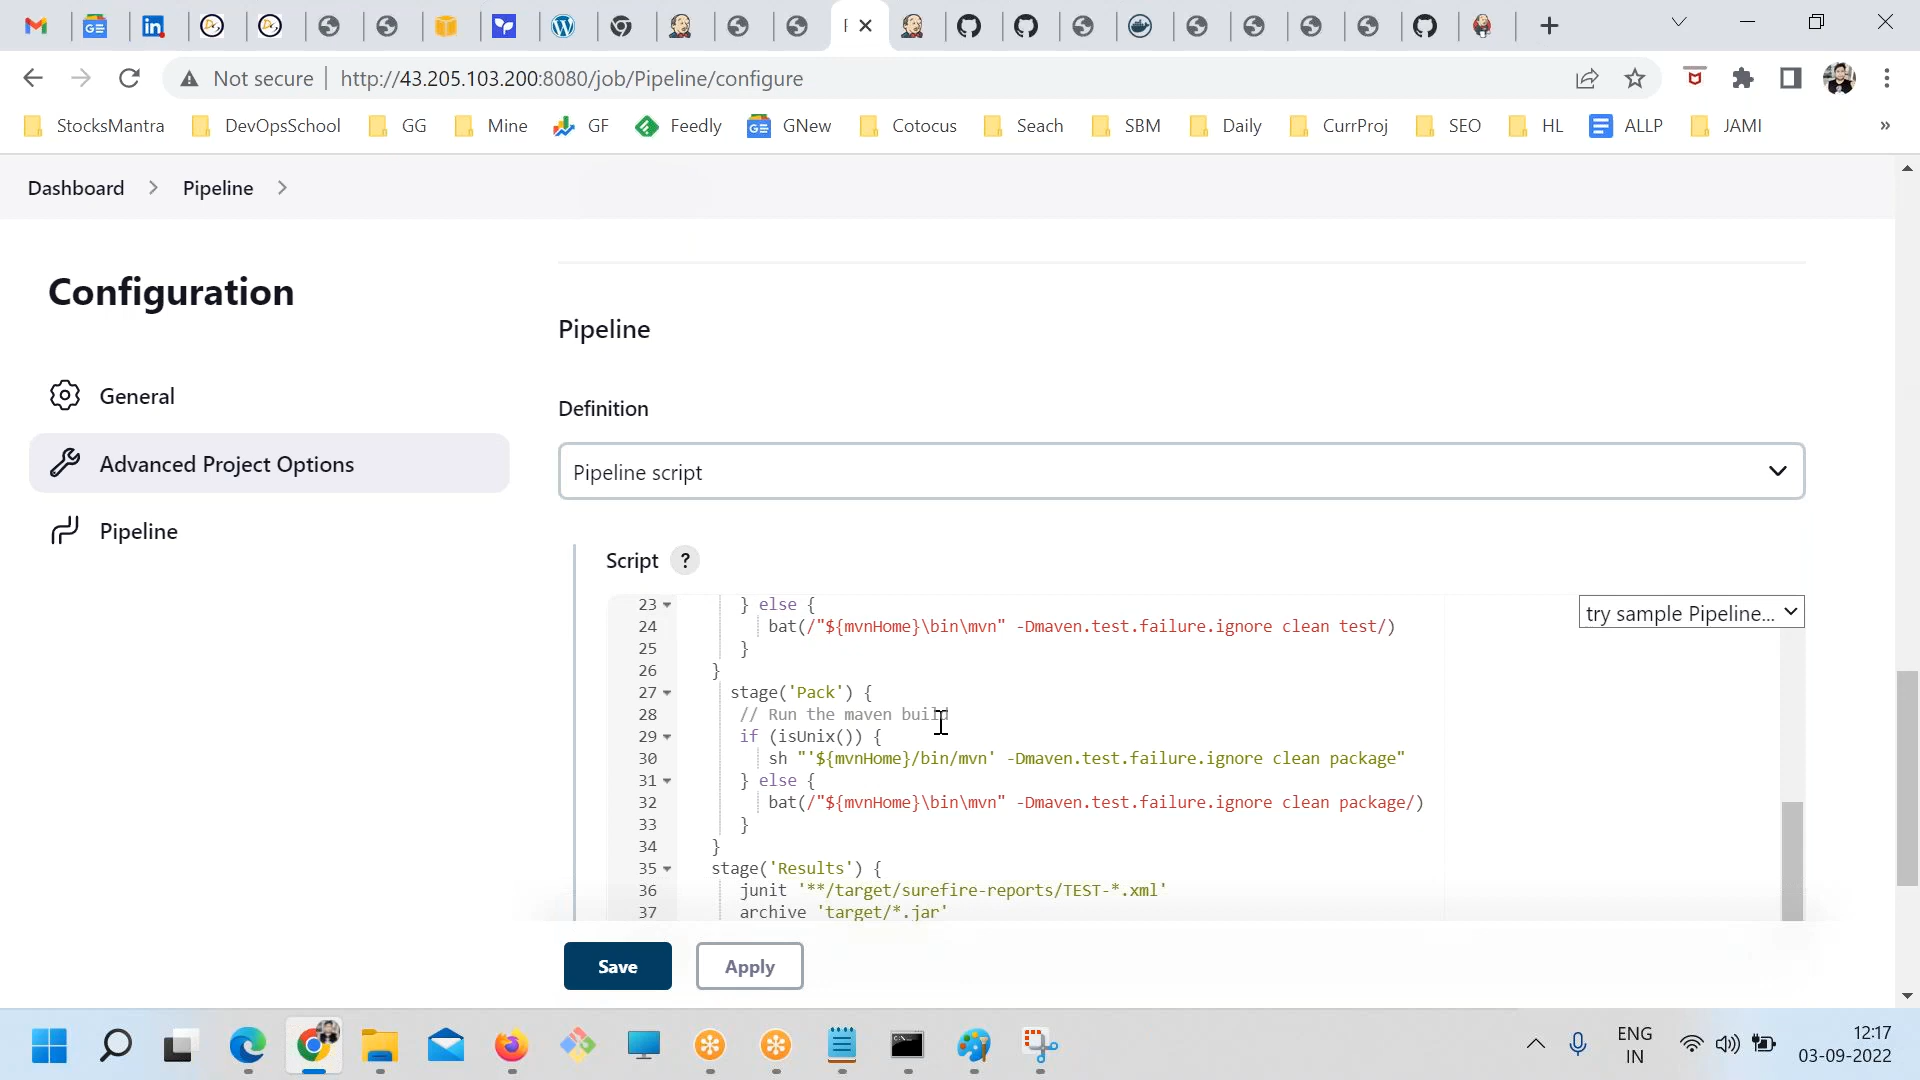 Not secure http://43.205.103.200:8080/job/Pipeline/configure
StocksMantra DevOpsSchool GG Mine GF Feedly GNew Cotocus Seach SBM Daily CurrProj SEO HL ALLP JAMI »
Dashboard > Pipeline >
Configuration
General
Advanced Project Options
Pipeline
Pipeline
Definition
Pipeline script
Script ?
try sample Pipeline...
23 } else {
24 bat(/"${mvnHome}\bin\mvn" -Dmaven.test.failure.ignore clean test/)
25 }
26 }
27 stage('Pack') {
28 // Run the maven build
29 if (isUnix()) {
30 sh "'${mvnHome}/bin/mvn' -Dmaven.test.failure.ignore clean package"
31 } else {
32 bat(/"${mvnHome}\bin\mvn" -Dmaven.test.failure.ignore clean package/)
33 }
34 }
35 stage('Results') {
36 junit '**/target/surefire-reports/TEST-*.xml'
37 archive 'target/*.jar'
Save Apply
ENG
IN
12:17
03-09-2022